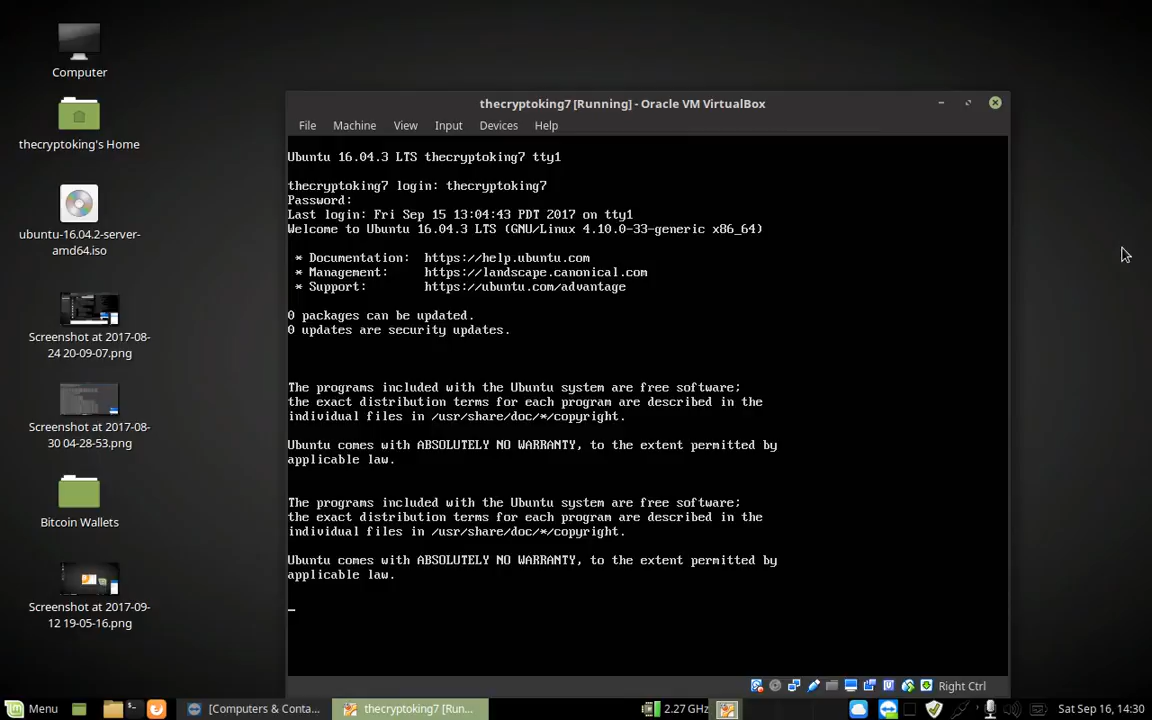 Computer
thecryptoking's Home
ubuntu-16.04.2-server-
amd64.iso
Screenshot at 2017-08-
24 20-09-07.png
Screenshot at 2017-08-
30 04-28-53.png
Bitcoin Wallets
Screenshot at 2017-09-
12 19-05-16.png
thecryptoking7 [Running] - Oracle VM VirtualBox
File Machine View Input Devices Help
Ubuntu 16.04.3 LTS thecryptoking7 tty1
thecryptoking7 login: thecryptoking7
Password:
Last login: Fri Sep 15 13:04:43 PDT 2017 on tty1
Welcome to Ubuntu 16.04.3 LTS (GNU/Linux 4.10.0-33-generic x86_64)
* Documentation: https://help.ubuntu.com
* Management: https://landscape.canonical.com
* Support: https://ubuntu.com/advantage
0 packages can be updated.
0 updates are security updates.
The programs included with the Ubuntu system are free software;
the exact distribution terms for each program are described in the
individual files in /usr/share/doc/*/copyright.
Ubuntu comes with ABSOLUTELY NO WARRANTY, to the extent permitted by
applicable law.
The programs included with the Ubuntu system are free software;
the exact distribution terms for each program are described in the
individual files in /usr/share/doc/*/copyright.
Ubuntu comes with ABSOLUTELY NO WARRANTY, to the extent permitted by
applicable law.
_
Right Ctrl
Menu [Computers & Conta... thecryptoking7 [Run... 2.27 GHz Sat Sep 16, 14:30